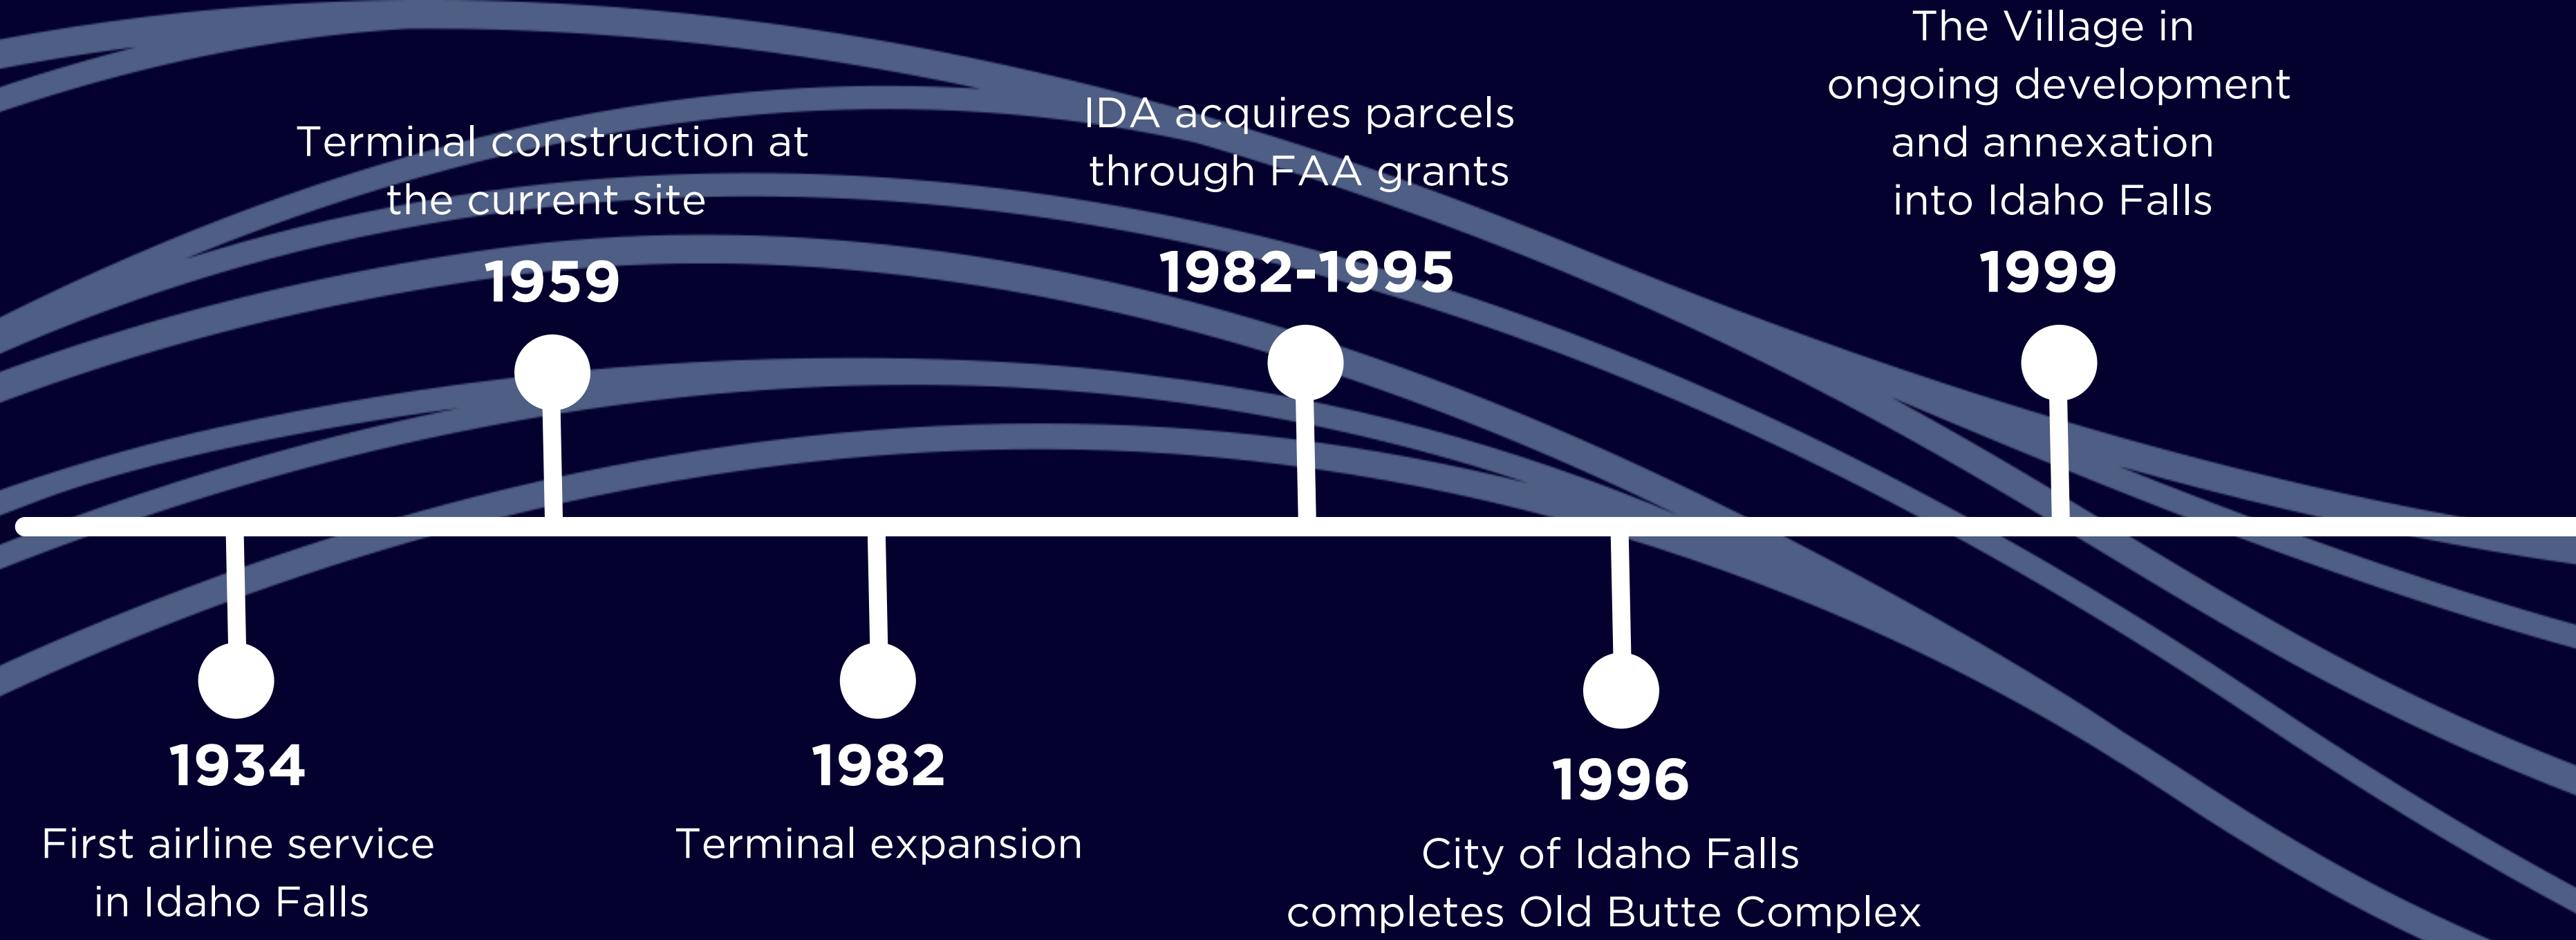 First airline service
in Idaho Falls
1934
Terminal construction at
the current site
1959
1982
Terminal expansion
IDA acquires parcels
through FAA grants
1982-1995
1996
City of Idaho Falls
completes Old Butte Complex
The Village in
ongoing development
and annexation
into Idaho Falls
1999